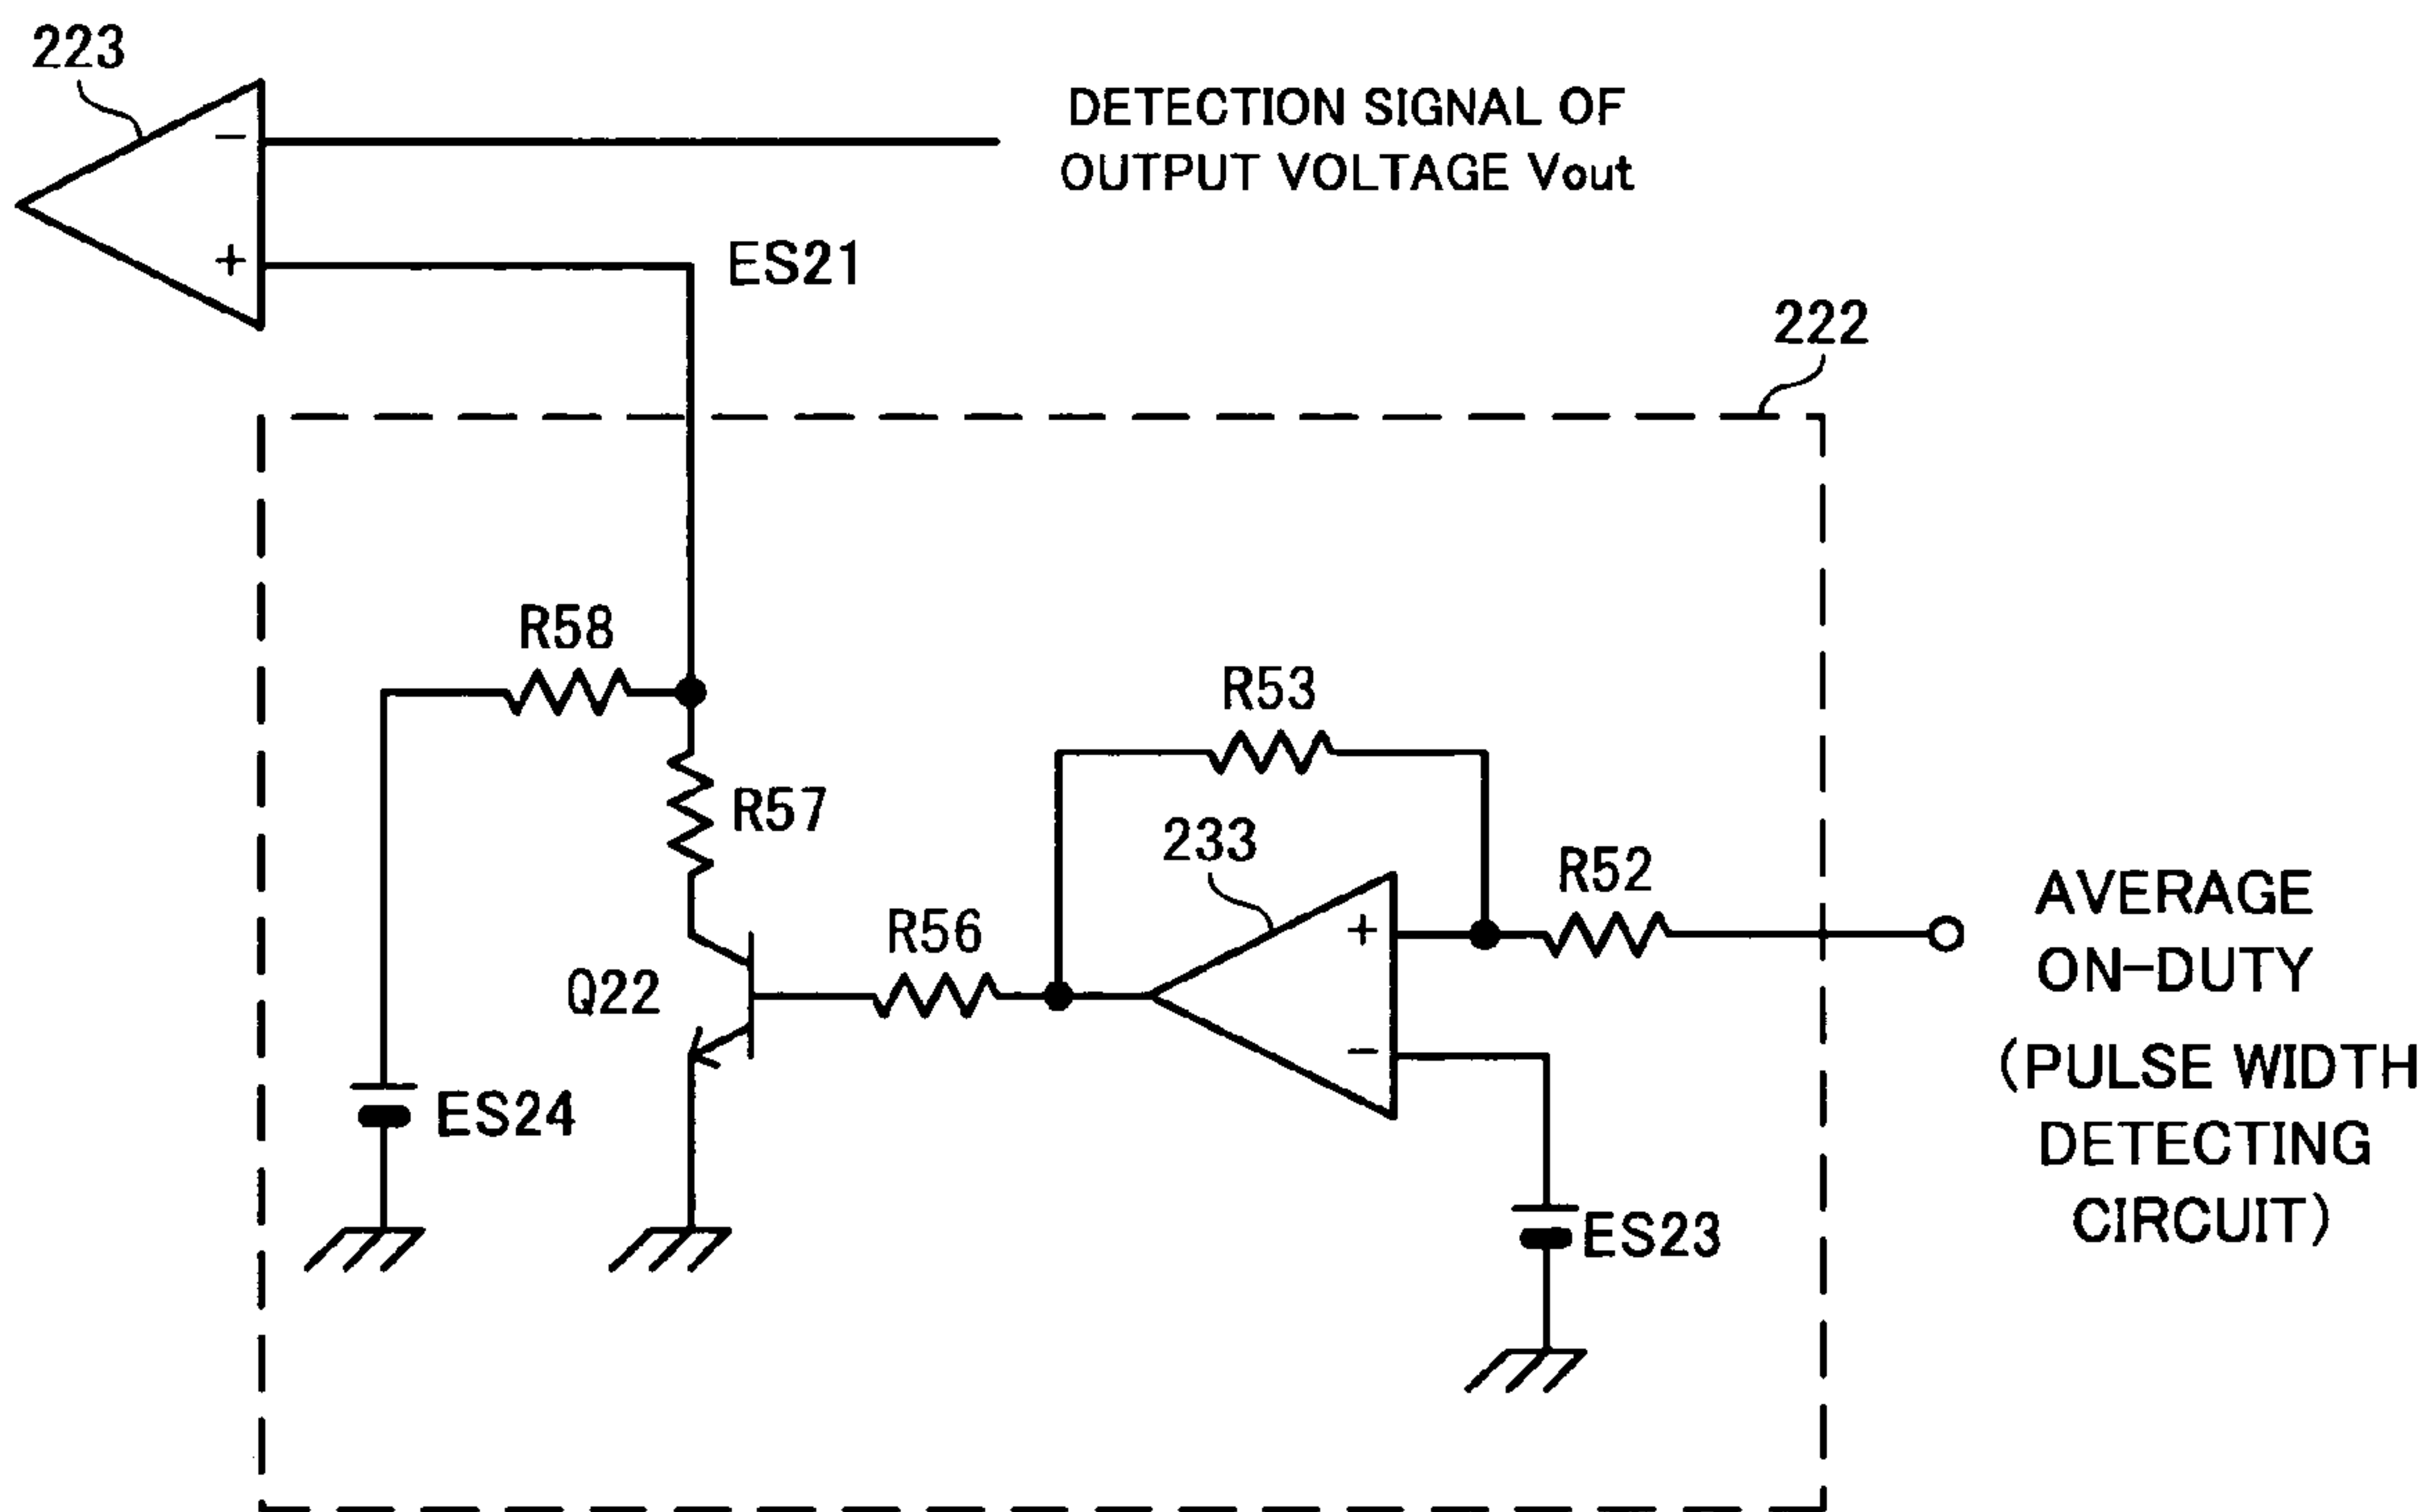 223
DETECTION SIGNAL OF
OUTPUT VOLTAGE Vout
−
+
ES21
222
R58
R53
R57
233
R52
R56
+
−
Q22
ES24
ES23
AVERAGE
ON-DUTY
(PULSE WIDTH
DETECTING
CIRCUIT)